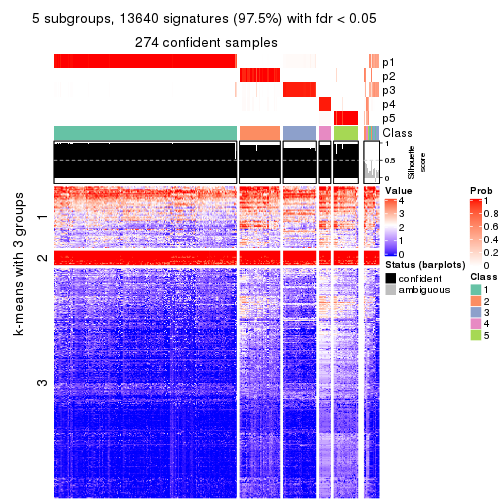 5 subgroups, 13640 signatures (97.5%) with fdr < 0.05
274 confident samples
p1
p2
p3
p4
p5
Class
1
0.5
0
Silhouette
score
k-means with 3 groups
1
2
3
Value
4
3
2
1
0
Status (barplots)
confident
ambiguous
Prob
1
0.8
0.6
0.4
0.2
0
Class
1
2
3
4
5